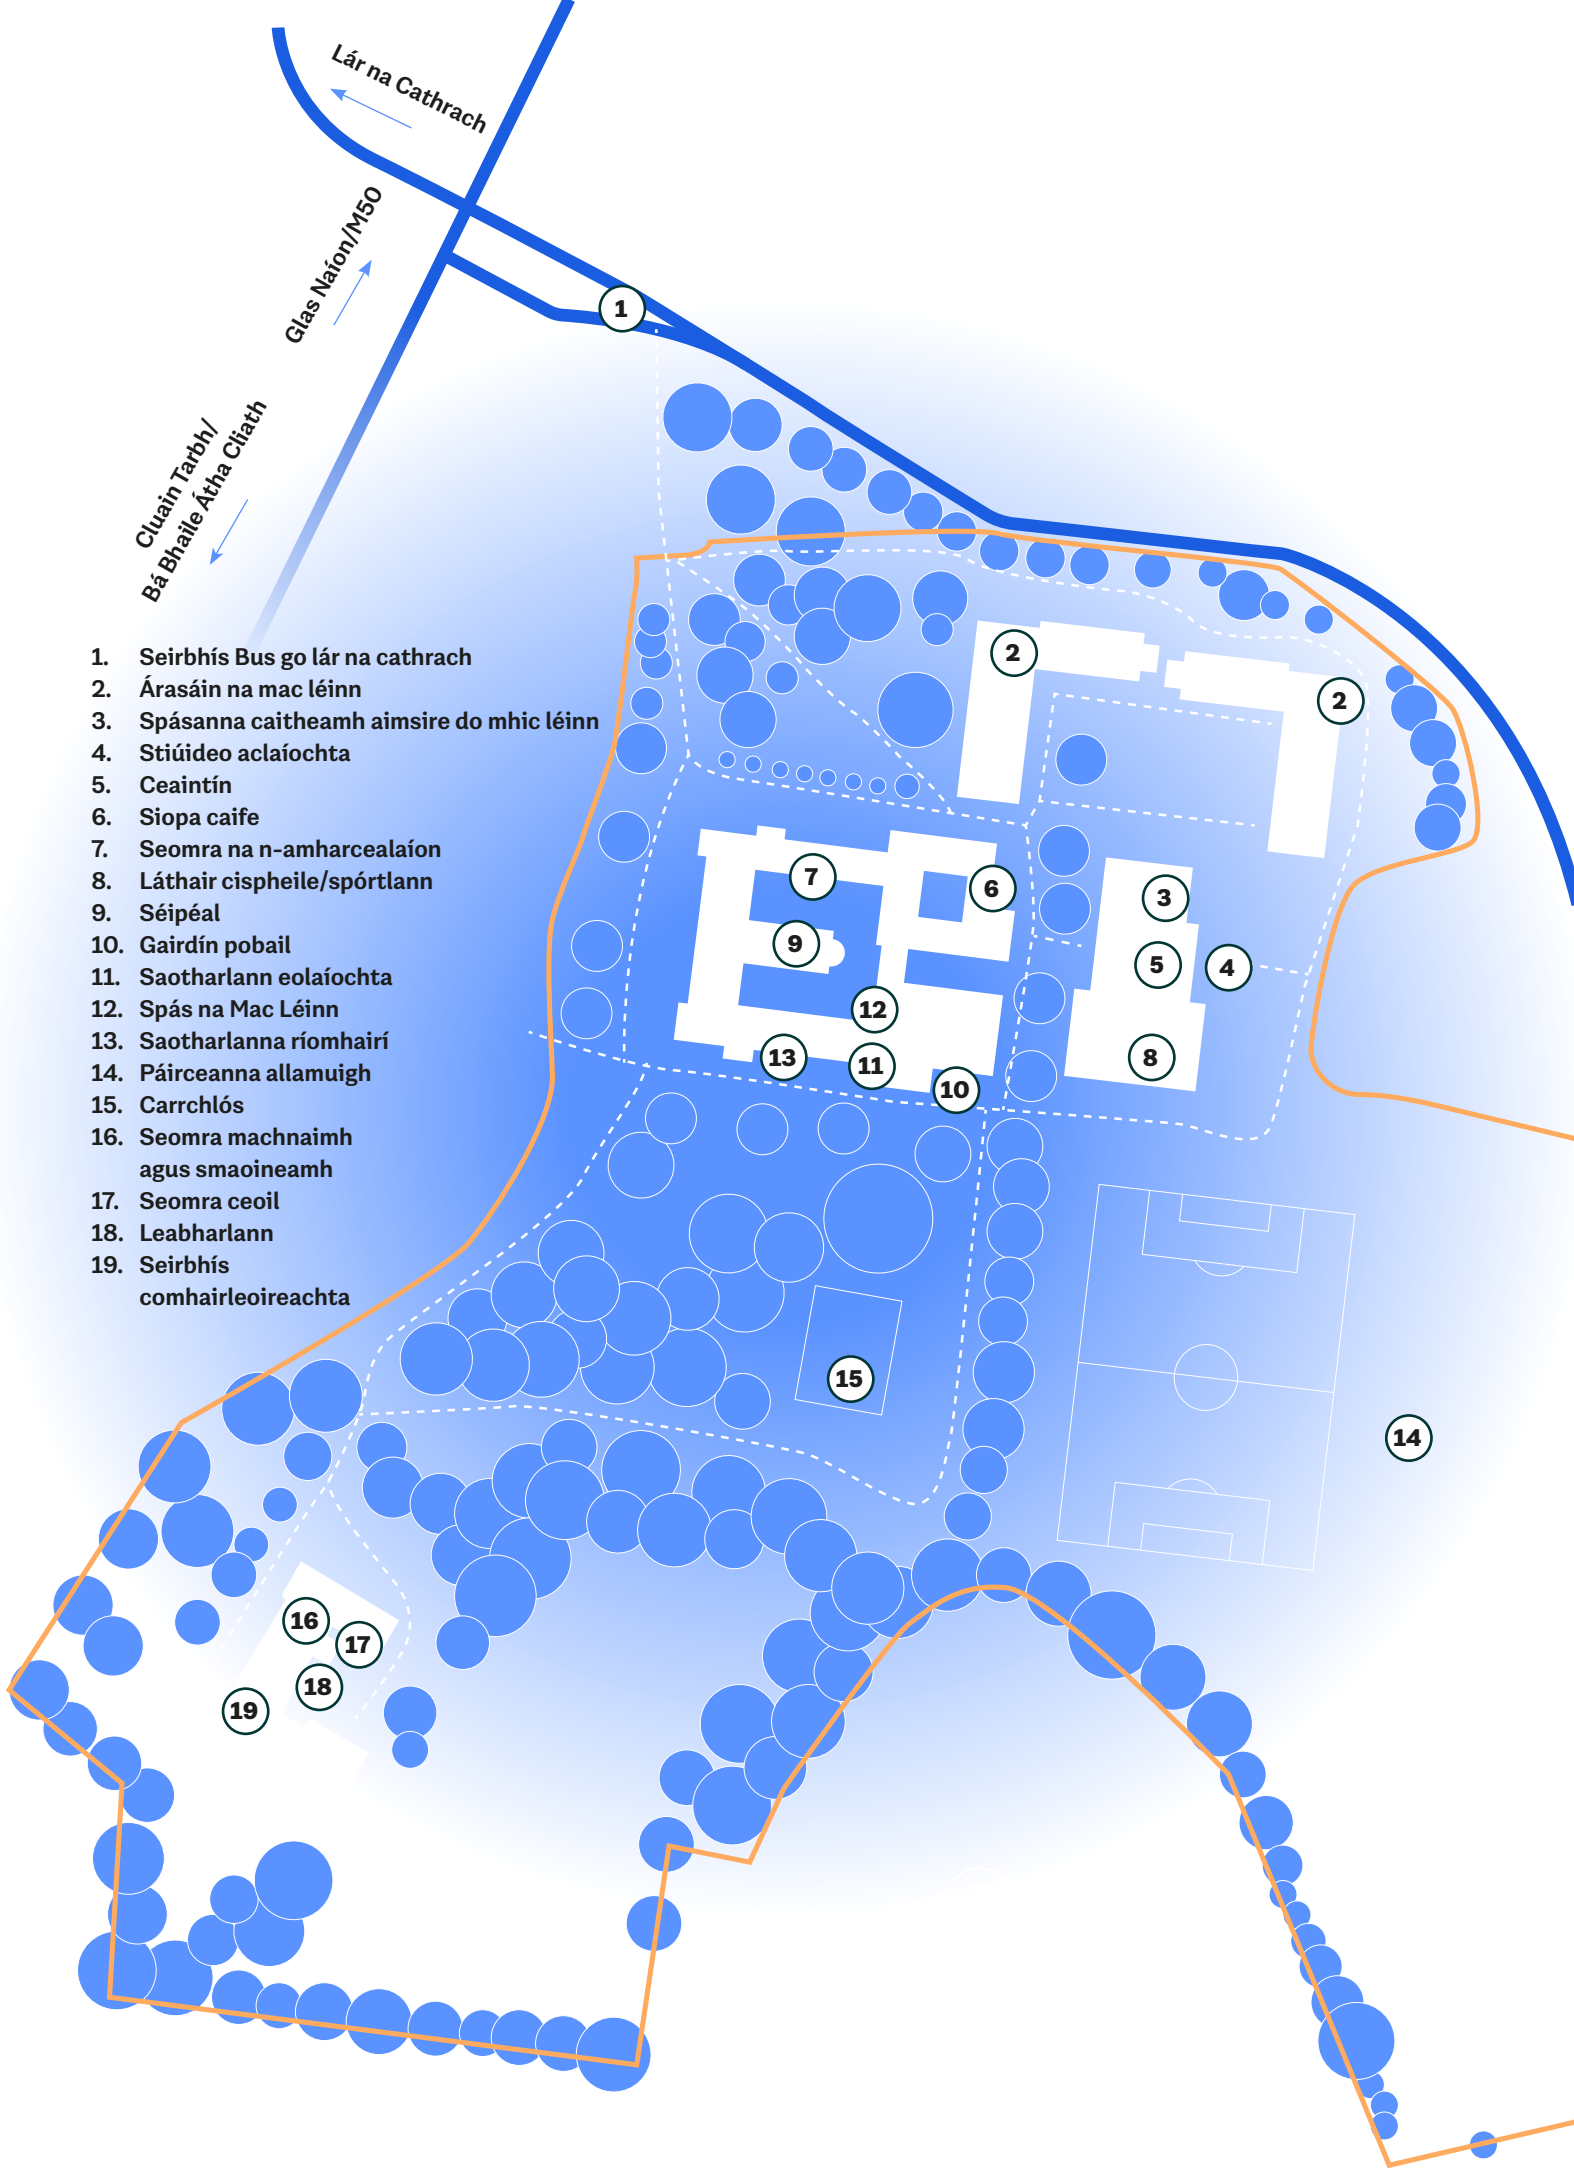 Lár na Cathrach
Glas Naíon/M50
Cluain Tarbh/
Bá Bhaile Átha Cliath
1. Seirbhís Bus go lár na cathrach
2. Árasáin na mac léinn
3. Spásanna caitheamh aimsire do mhic léinn
4. Stiúideo aclaíochta
5. Ceaintín
6. Siopa caife
7. Seomra na n-amharcealaíon
8. Láthair cispheile/spórtlann
9. Séipéal
10. Gairdín pobail
11. Saotharlann eolaíochta
12. Spás na Mac Léinn
13. Saotharlanna ríomhairí
14. Páirceanna allamuigh
15. Carrchlós
16. Seomra machnaimh
agus smaoineamh
17. Seomra ceoil
18. Leabharlann
19. Seirbhís
comhairleoireachta
1
2
2
7
6
3
9
5
4
12
13
11
8
10
15
14
16
17
18
19